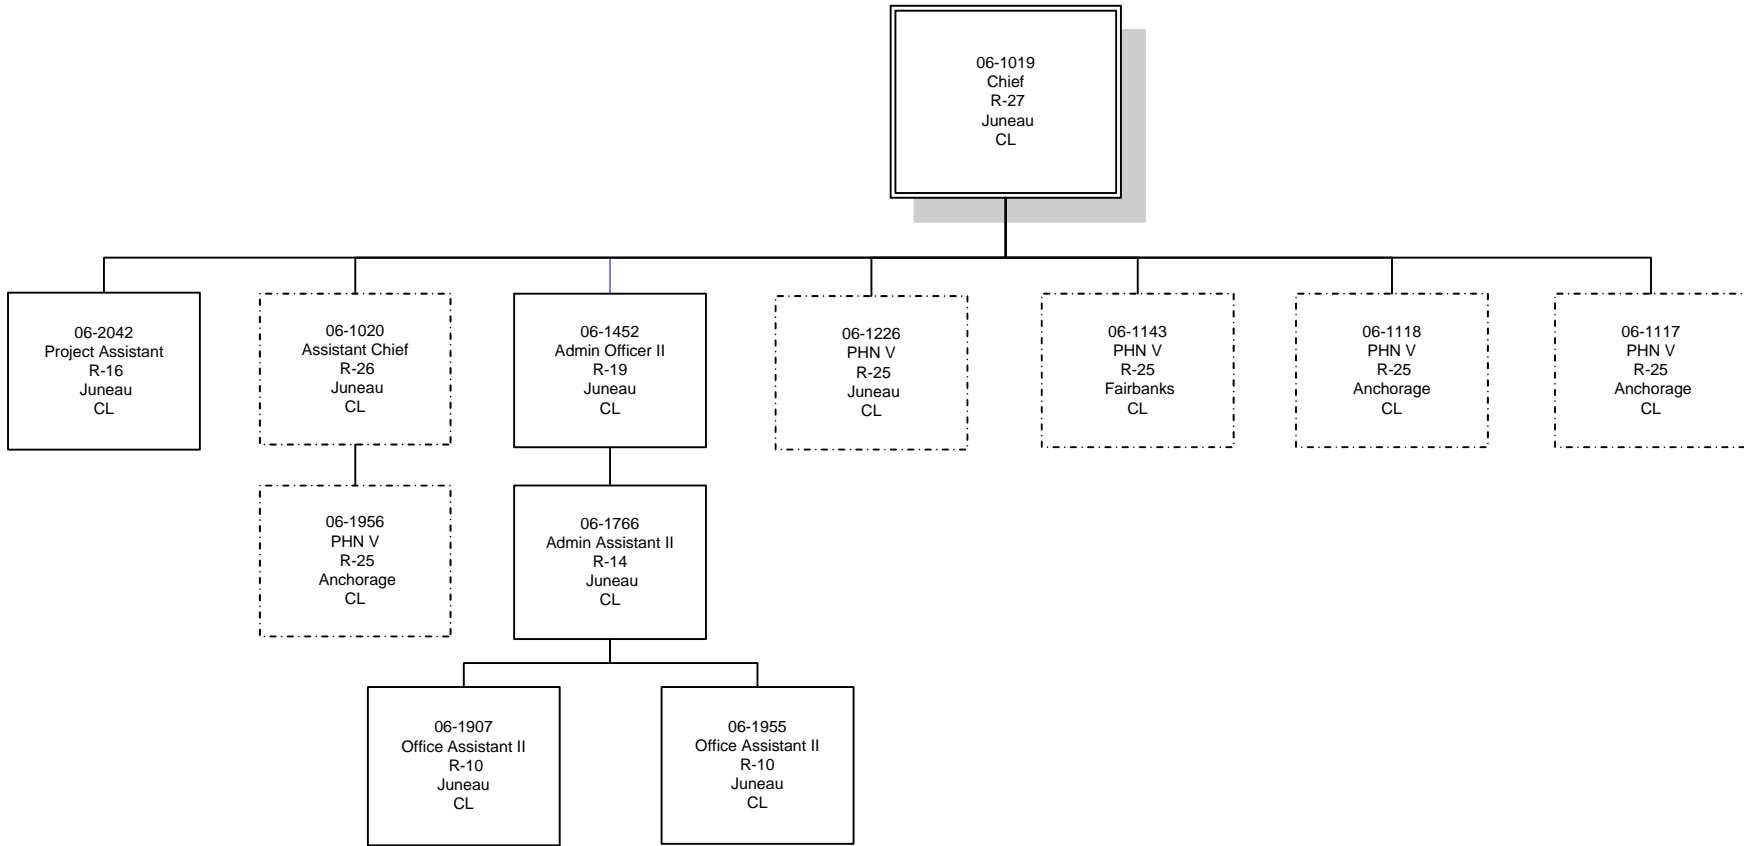 06-1019
Chief
R-27
Juneau
CL
06-2042
Project Assistant
R-16
Juneau
CL
06-1020
Assistant Chief
R-26
Juneau
CL
06-1452
Admin Officer II
R-19
Juneau
CL
06-1226
PHN V
R-25
Juneau
CL
06-1143
PHN V
R-25
Fairbanks
CL
06-1118
PHN V
R-25
Anchorage
CL
06-1117
PHN V
R-25
Anchorage
CL
06-1956
PHN V
R-25
Anchorage
CL
06-1766
Admin Assistant II
R-14
Juneau
CL
06-1907
Office Assistant II
R-10
Juneau
CL
06-1955
Office Assistant II
R-10
Juneau
CL